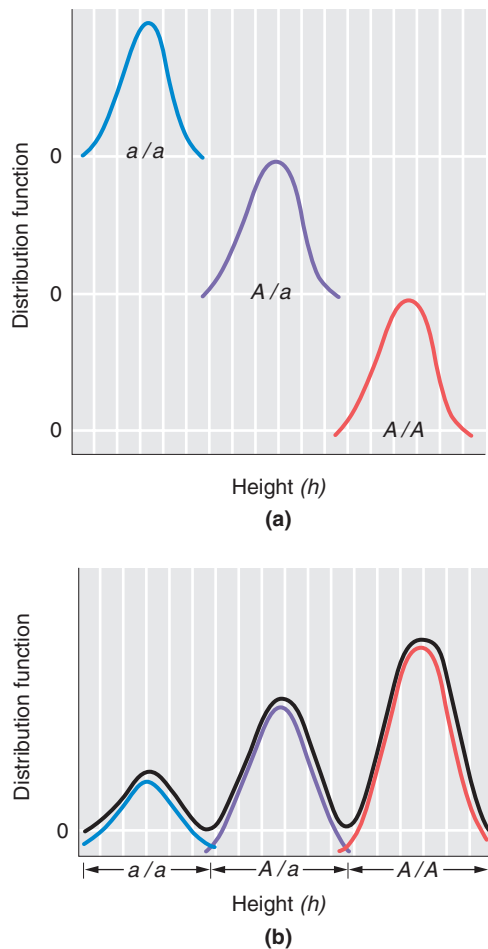 Distribution function
0
a/a
0
A/a
0
A/A
Height (h)
(a)
Distribution function
0
a/a A/a A/A
Height (h)
(b)